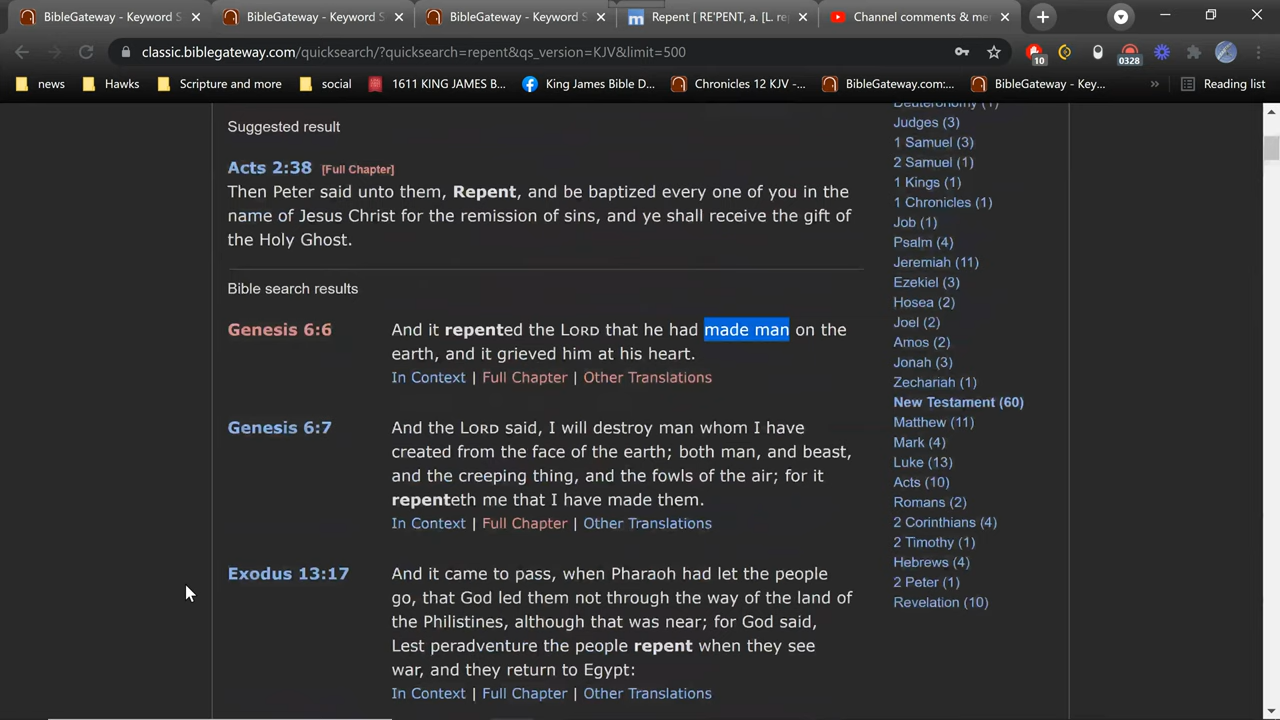 BibleGateway - Keyword S
BibleGateway - Keyword S
BibleGateway - Keyword S
Repent [ RE'PENT, a. [L. rep
Channel comments & me
classic.biblegateway.com/quicksearch/?quicksearch=repent&qs_version=KJV&limit=500
10
0328
news
Hawks
Scripture and more
social
1611 KING JAMES B...
King James Bible D...
Chronicles 12 KJV -...
BibleGateway.com:...
BibleGateway - Key...
Reading list
Suggested result
Acts 2:38 [Full Chapter]
Then Peter said unto them, Repent, and be baptized every one of you in the
name of Jesus Christ for the remission of sins, and ye shall receive the gift of
the Holy Ghost.
Bible search results
Genesis 6:6
And it repented the LORD that he had made man on the
earth, and it grieved him at his heart.
In Context | Full Chapter | Other Translations
Genesis 6:7
And the LORD said, I will destroy man whom I have
created from the face of the earth; both man, and beast,
and the creeping thing, and the fowls of the air; for it
repenteth me that I have made them.
In Context | Full Chapter | Other Translations
Exodus 13:17
And it came to pass, when Pharaoh had let the people
go, that God led them not through the way of the land of
the Philistines, although that was near; for God said,
Lest peradventure the people repent when they see
war, and they return to Egypt:
In Context | Full Chapter | Other Translations
Deuteronomy (1)
Judges (3)
1 Samuel (3)
2 Samuel (1)
1 Kings (1)
1 Chronicles (1)
Job (1)
Psalm (4)
Jeremiah (11)
Ezekiel (3)
Hosea (2)
Joel (2)
Amos (2)
Jonah (3)
Zechariah (1)
New Testament (60)
Matthew (11)
Mark (4)
Luke (13)
Acts (10)
Romans (2)
2 Corinthians (4)
2 Timothy (1)
Hebrews (4)
2 Peter (1)
Revelation (10)